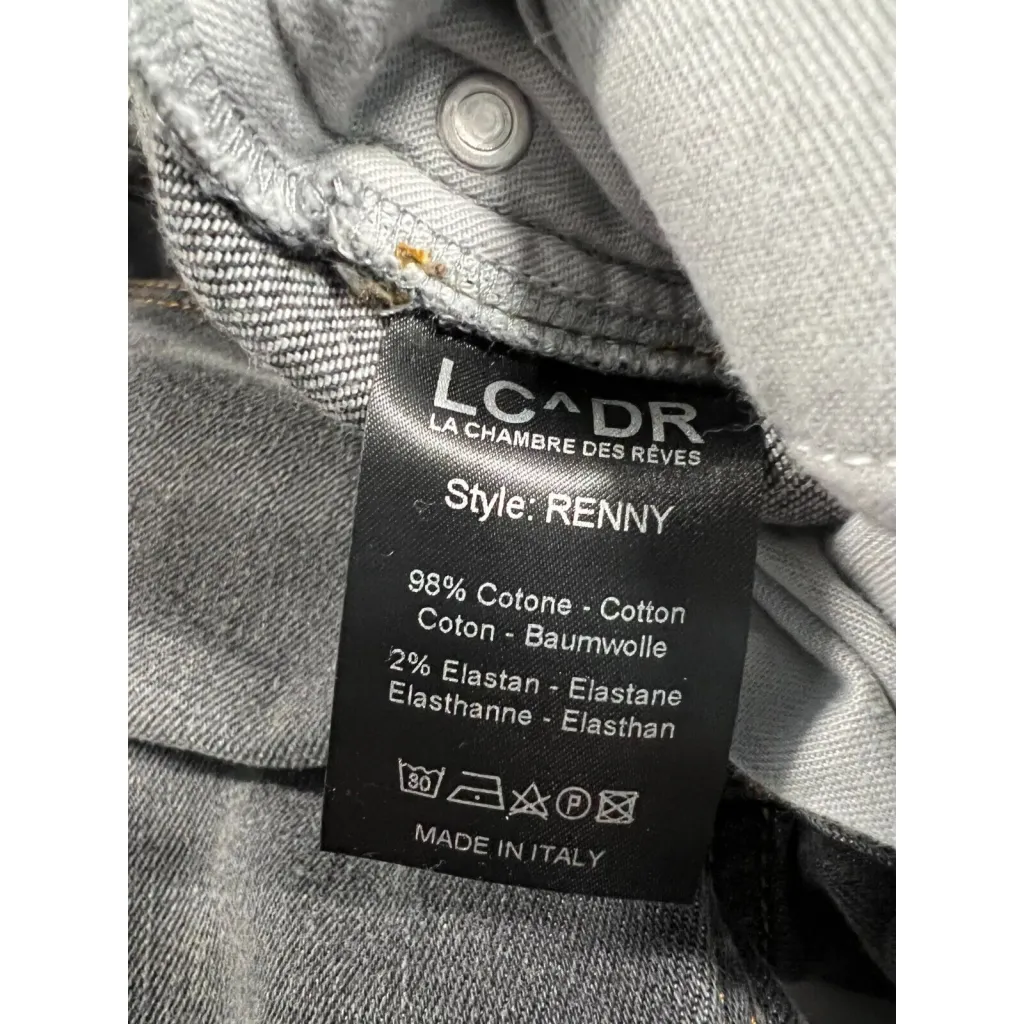 LC^DR
LA CHAMBRE DES RÊVES
Style: RENNY
98% Cotone - Cotton
Coton - Baumwolle
2% Elastan - Elastane
Elasthanne - Elasthan
30 P
MADE IN ITALY